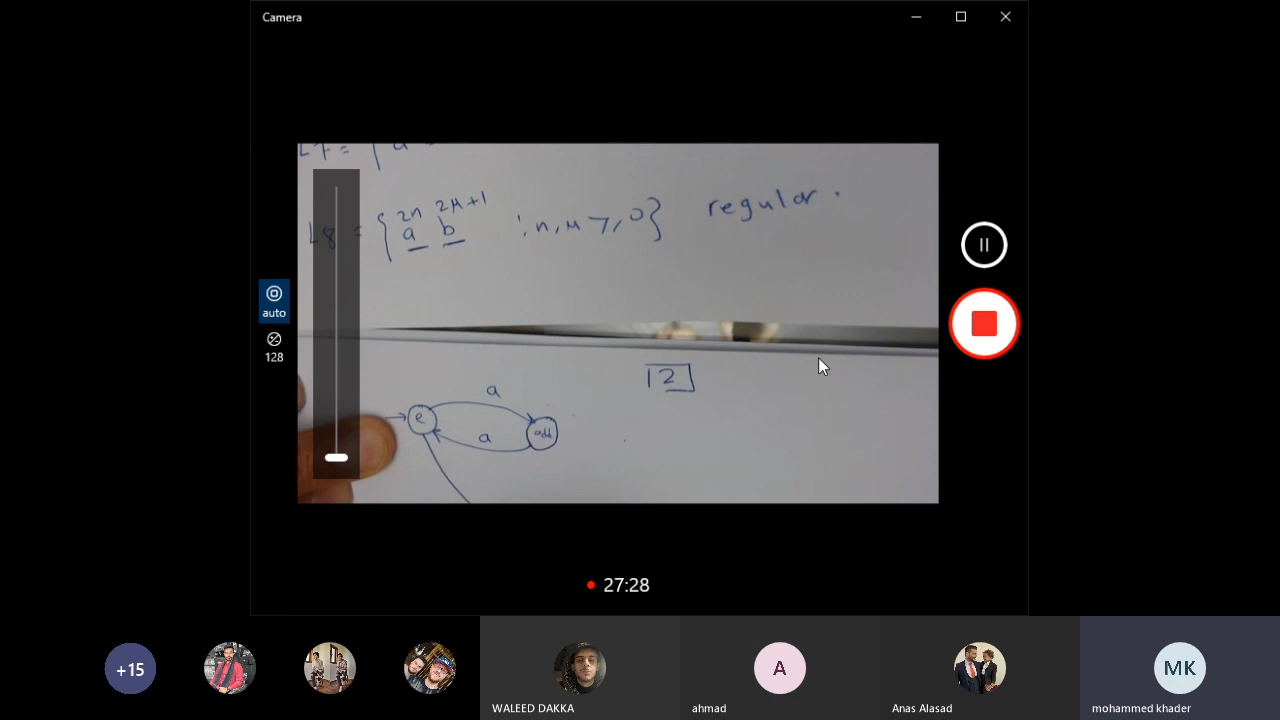 Camera
L7 = { a
L8 = { a^2n b^2m+1 : n, m ≥ 0 } regular.
auto
128
12
a
e
a
odd
27:28
+15
A
MK
WALEED DAKKA
ahmad
Anas Alasad
mohammed khader